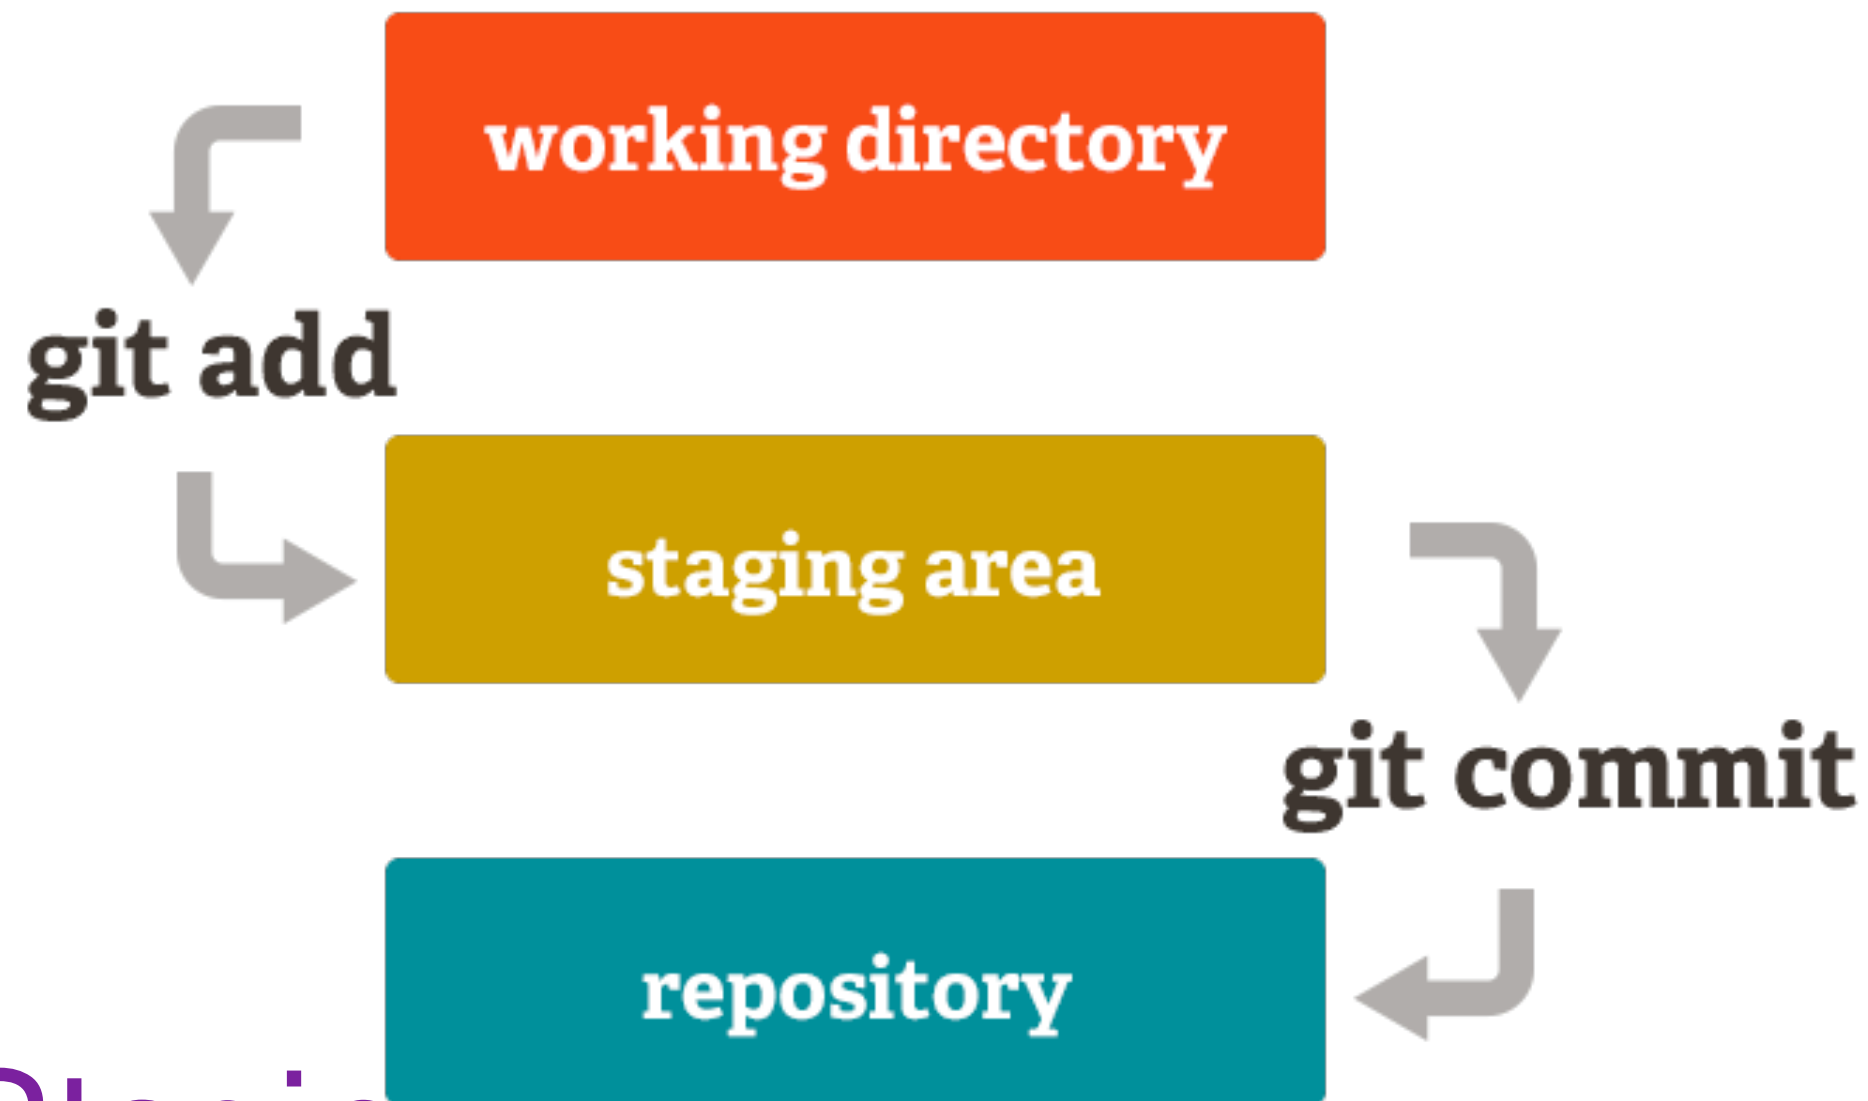 working directory
git add
staging area
git commit
repository